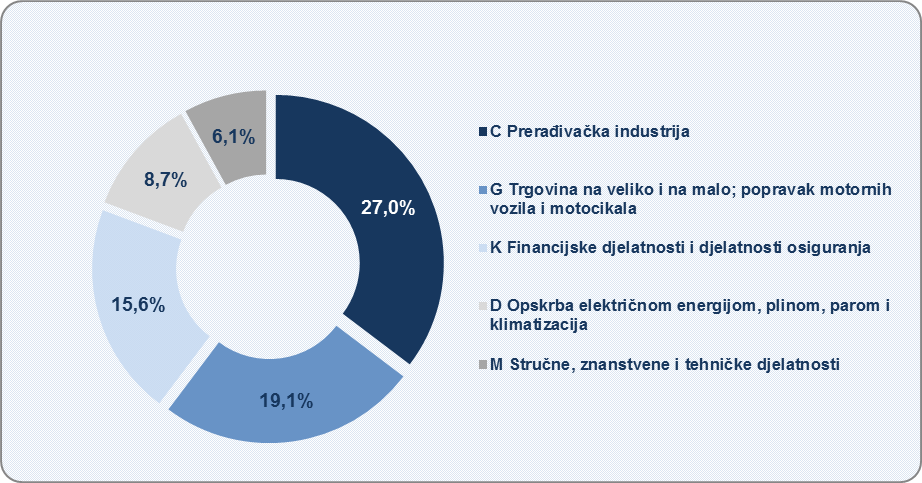 6,1%
8,7%
27,0%
15,6%
19,1%
C Prerađivačka industrija
G Trgovina na veliko i na malo; popravak motornih
vozila i motocikala
K Financijske djelatnosti i djelatnosti osiguranja
D Opskrba električnom energijom, plinom, parom i
klimatizacija
M Stručne, znanstvene i tehničke djelatnosti